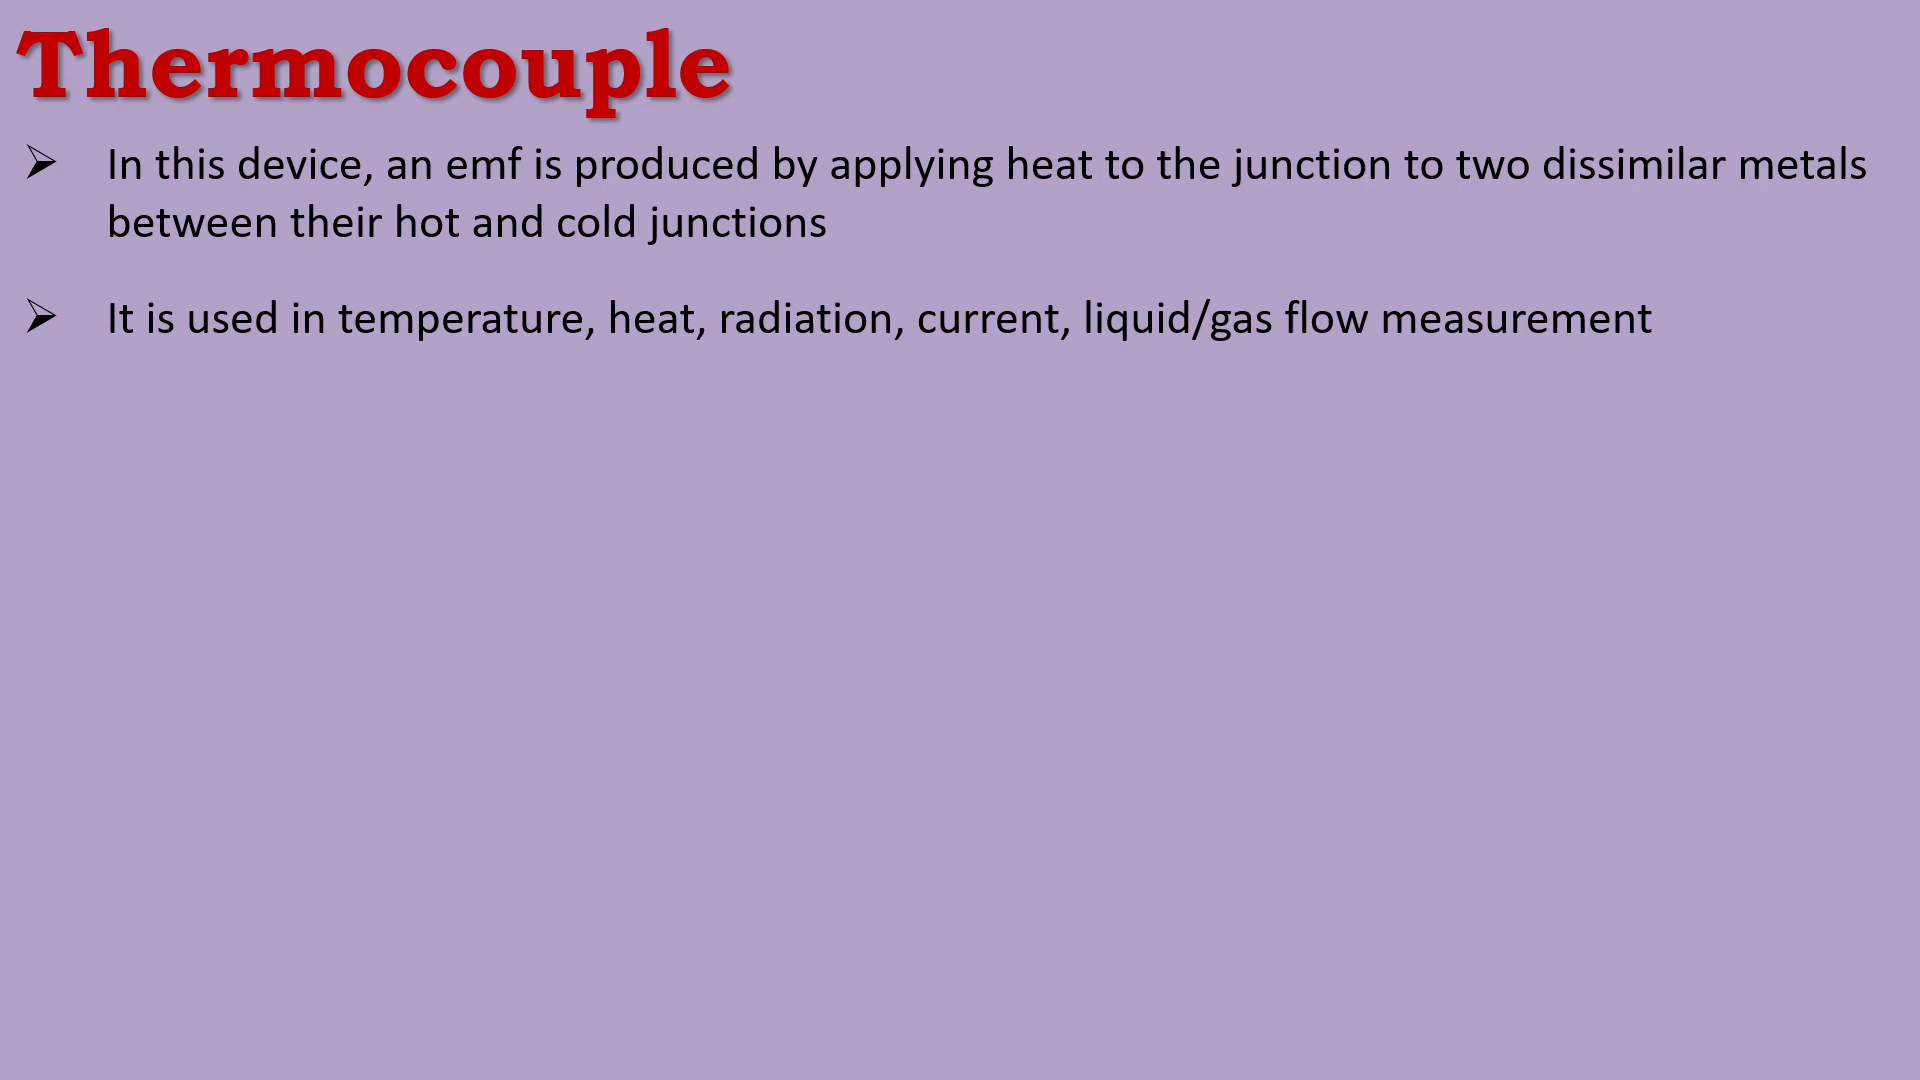 Thermocouple
➢ In this device, an emf is produced by applying heat to the junction to two dissimilar metals
between their hot and cold junctions
➢ It is used in temperature, heat, radiation, current, liquid/gas flow measurement